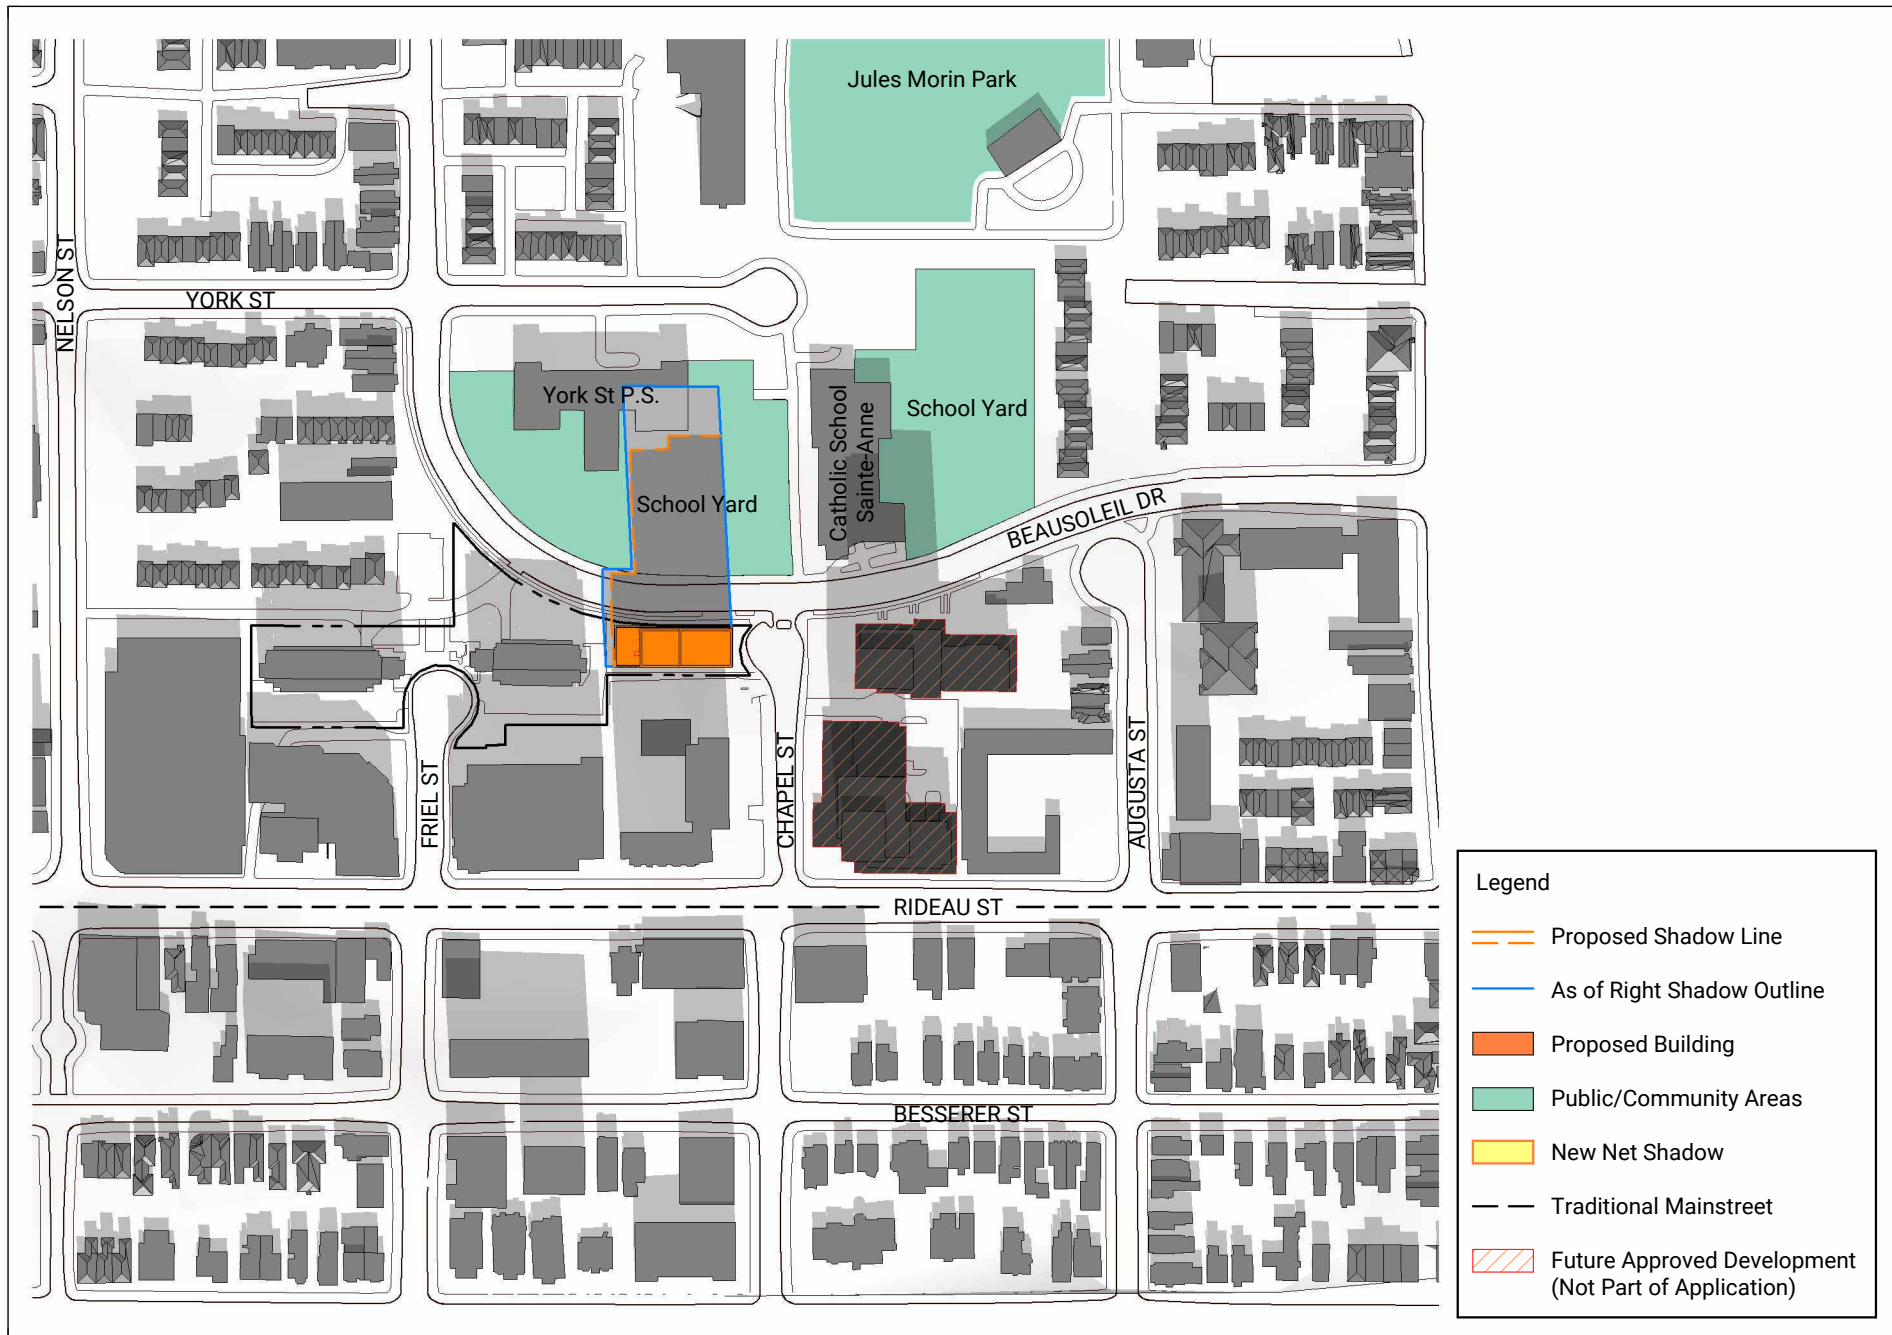 Jules Morin Park
NELSON ST
YORK ST
York St P.S.
School Yard
Catholic School
Sainte-Anne
School Yard
BEAUSOLEIL DR
FRIEL ST
CHAPEL ST
AUGUSTA ST
RIDEAU ST
BESSERER ST
Legend
Proposed Shadow Line
As of Right Shadow Outline
Proposed Building
Public/Community Areas
New Net Shadow
Traditional Mainstreet
Future Approved Development
(Not Part of Application)